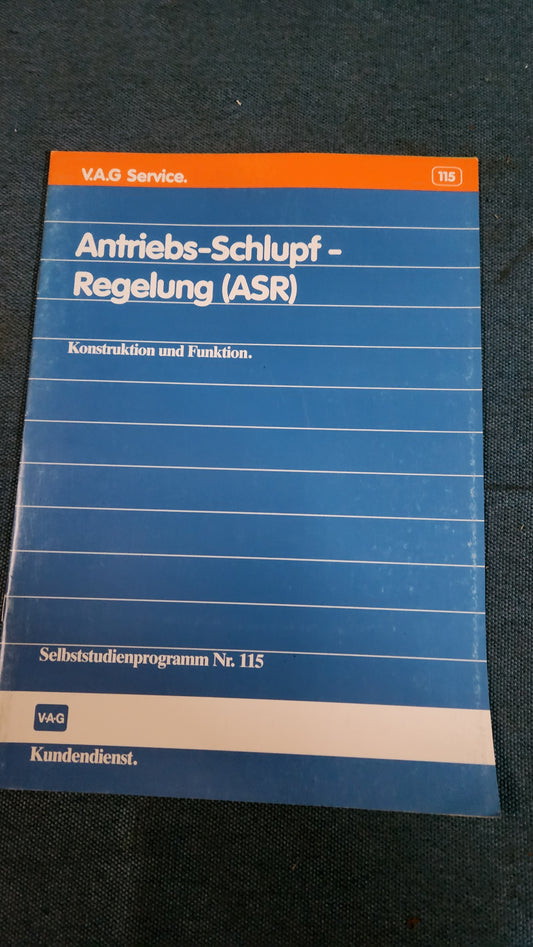 V.A.G Service.
115
Antriebs-Schlupf-
Regelung (ASR)
Konstruktion und Funktion.
Selbststudienprogramm Nr. 115
V·A·G
Kundendienst.